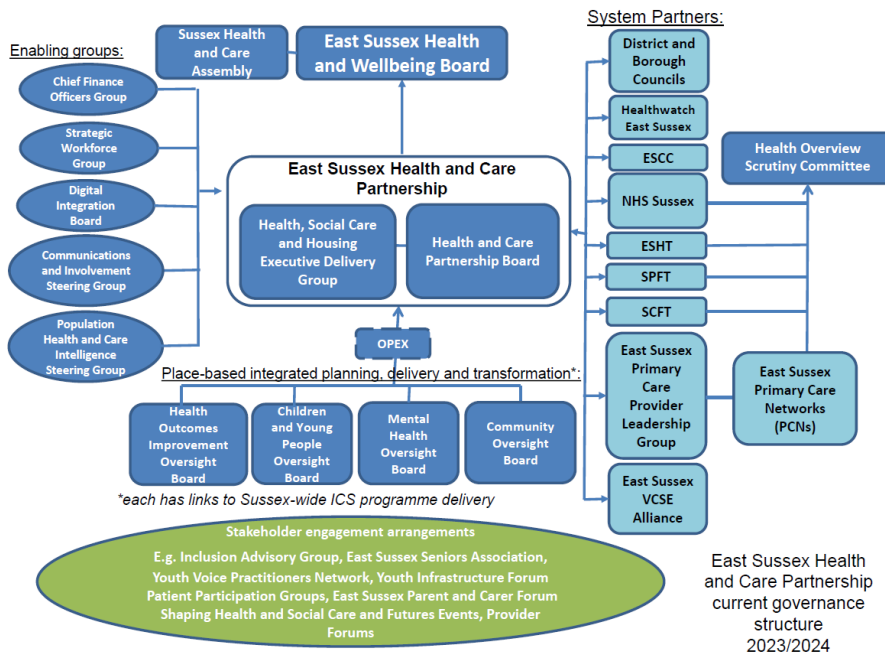 System Partners:
Enabling groups:
Sussex Health
and Care
Assembly
East Sussex Health
and Wellbeing Board
District and
Borough
Councils
Chief Finance
Officers Group
Healthwatch
East Sussex
Strategic
Workforce
Group
ESCC
Health Overview
Scrutiny Committee
East Sussex Health and Care
Partnership
Digital
Integration
Board
NHS Sussex
Health, Social Care
and Housing
Executive Delivery
Group
Health and Care
Partnership Board
ESHT
Communications
and Involvement
Steering Group
SPFT
SCFT
Population
Health and Care
Intelligence
Steering Group
OPEX
East Sussex
Primary
Care
Provider
Leadership
Group
East Sussex
Primary Care
Networks
(PCNs)
Place-based integrated planning, delivery and transformation*:
Health
Outcomes
Improvement
Oversight Board
Children
and Young
People
Oversight Board
Mental
Health
Oversight
Board
Community
Oversight
Board
East Sussex
VCSE
Alliance
*each has links to Sussex-wide ICS programme delivery
Stakeholder engagement arrangements
E.g. Inclusion Advisory Group, East Sussex Seniors Association,
Youth Voice Practitioners Network, Youth Infrastructure Forum
Patient Participation Groups, East Sussex Parent and Carer Forum
Shaping Health and Social Care and Futures Events, Provider
Forums
East Sussex Health
and Care Partnership
current governance
structure
2023/2024